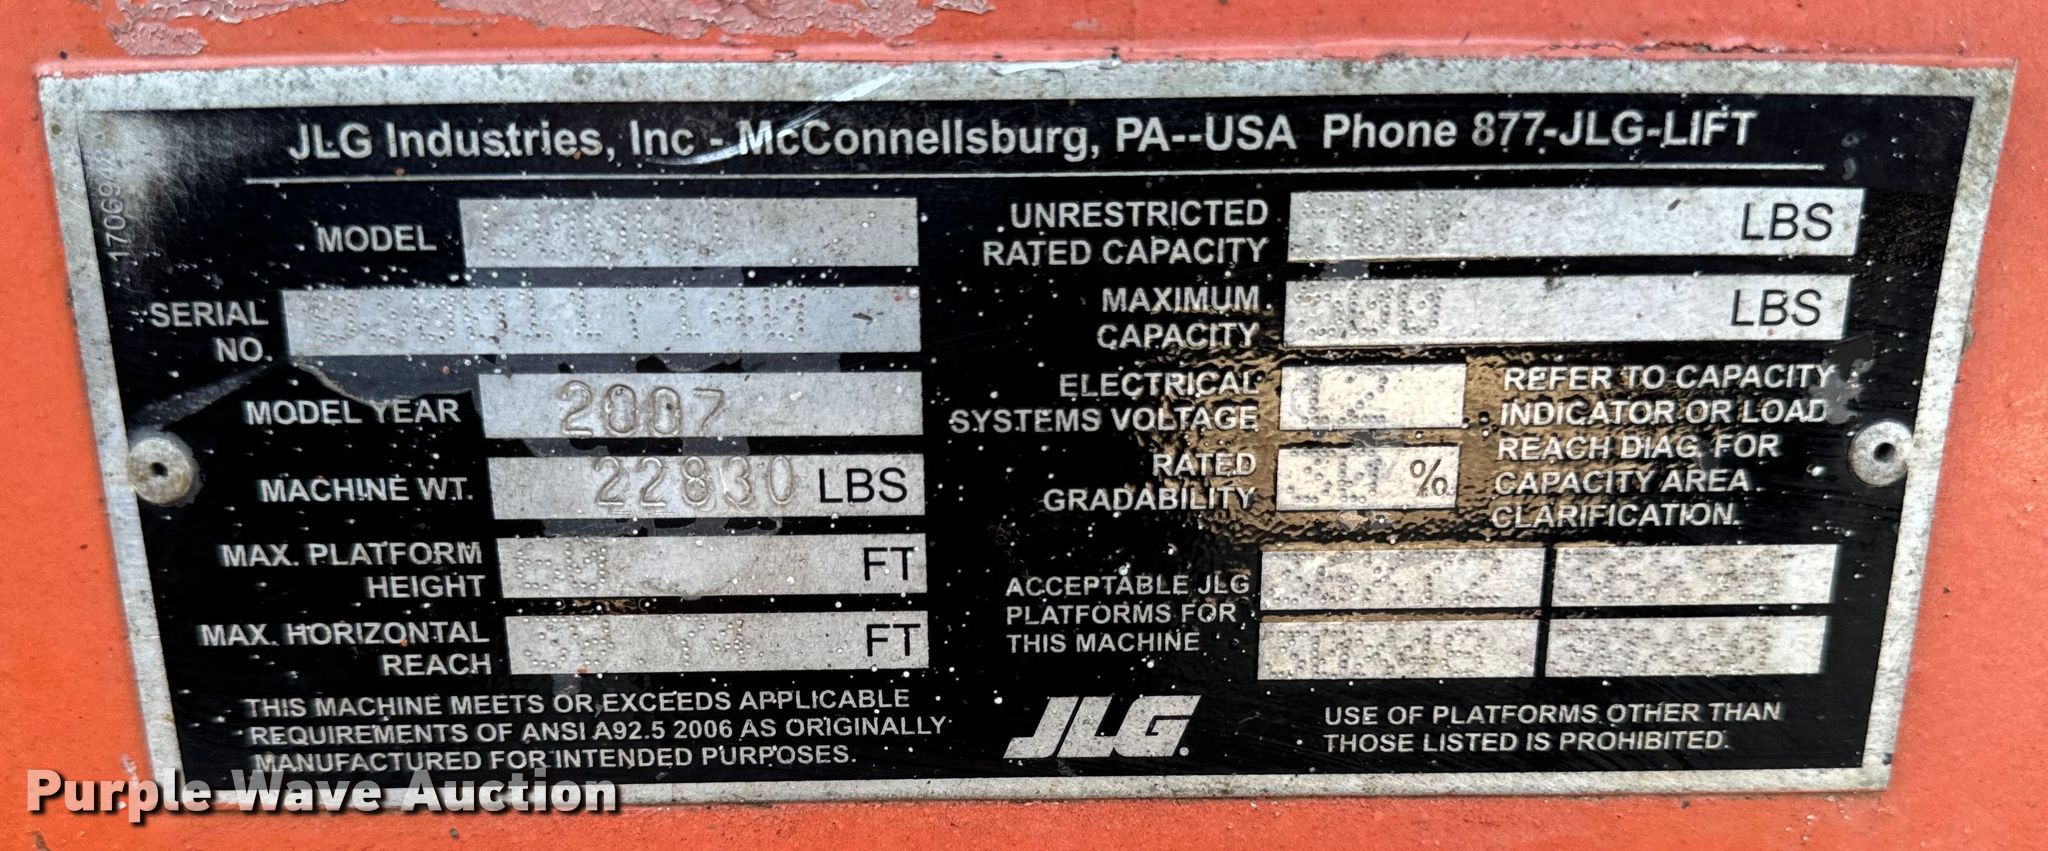 JLG Industries, Inc - McConnellsburg, PA--USA Phone 877-JLG-LIFT
MODEL
SERIAL
NO.
MODEL YEAR 2007
MACHINE WT. 22830 LBS
MAX. PLATFORM
HEIGHT 60 FT
MAX. HORIZONTAL
REACH FT
THIS MACHINE MEETS OR EXCEEDS APPLICABLE
REQUIREMENTS OF ANSI A92.5 2006 AS ORIGINALLY
MANUFACTURED FOR INTENDED PURPOSES.
UNRESTRICTED
RATED CAPACITY 500 LBS
MAXIMUM
CAPACITY LBS
ELECTRICAL
SYSTEMS VOLTAGE 12
RATED
GRADABILITY %
REFER TO CAPACITY
INDICATOR OR LOAD
REACH DIAG. FOR
CAPACITY AREA
CLARIFICATION.
ACCEPTABLE JLG
PLATFORMS FOR
THIS MACHINE
JLG
USE OF PLATFORMS OTHER THAN
THOSE LISTED IS PROHIBITED.
Purple Wave Auction